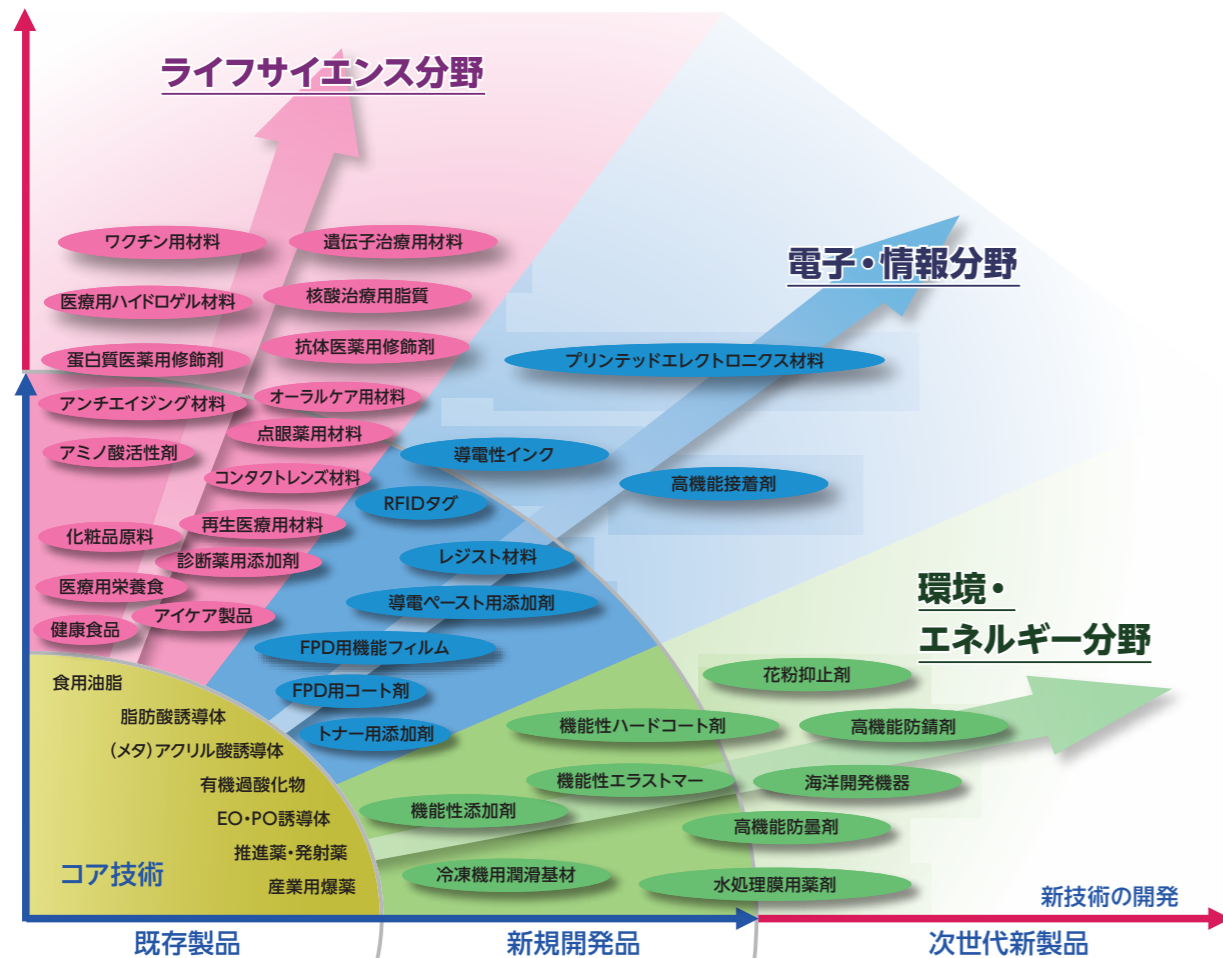 ライフサイエンス分野
ワクチン用材料
遺伝子治療用材料
医療用ハイドロゲル材料
核酸治療用脂質
蛋白質医薬用修飾剤
抗体医薬用修飾剤
アンチエイジング材料
オーラルケア用材料
アミノ酸活性剤
点眼薬用材料
コンタクトレンズ材料
化粧品原料
再生医療用材料
診断薬用添加剤
医療用栄養食
アイケア製品
健康食品
電子・情報分野
プリンテッドエレクトロニクス材料
導電性インク
高機能接着剤
RFIDタグ
レジスト材料
導電ペースト用添加剤
FPD用機能フィルム
FPD用コート剤
トナー用添加剤
環境・
エネルギー分野
花粉抑止剤
機能性ハードコート剤
高機能防錆剤
機能性エラストマー
海洋開発機器
機能性添加剤
高機能防曇剤
冷凍機用潤滑基材
水処理膜用薬剤
食用油脂
脂肪酸誘導体
(メタ)アクリル酸誘導体
有機過酸化物
EO・PO誘導体
推進薬・発射薬
産業用爆薬
コア技術
新技術の開発
既存製品
新規開発品
次世代新製品